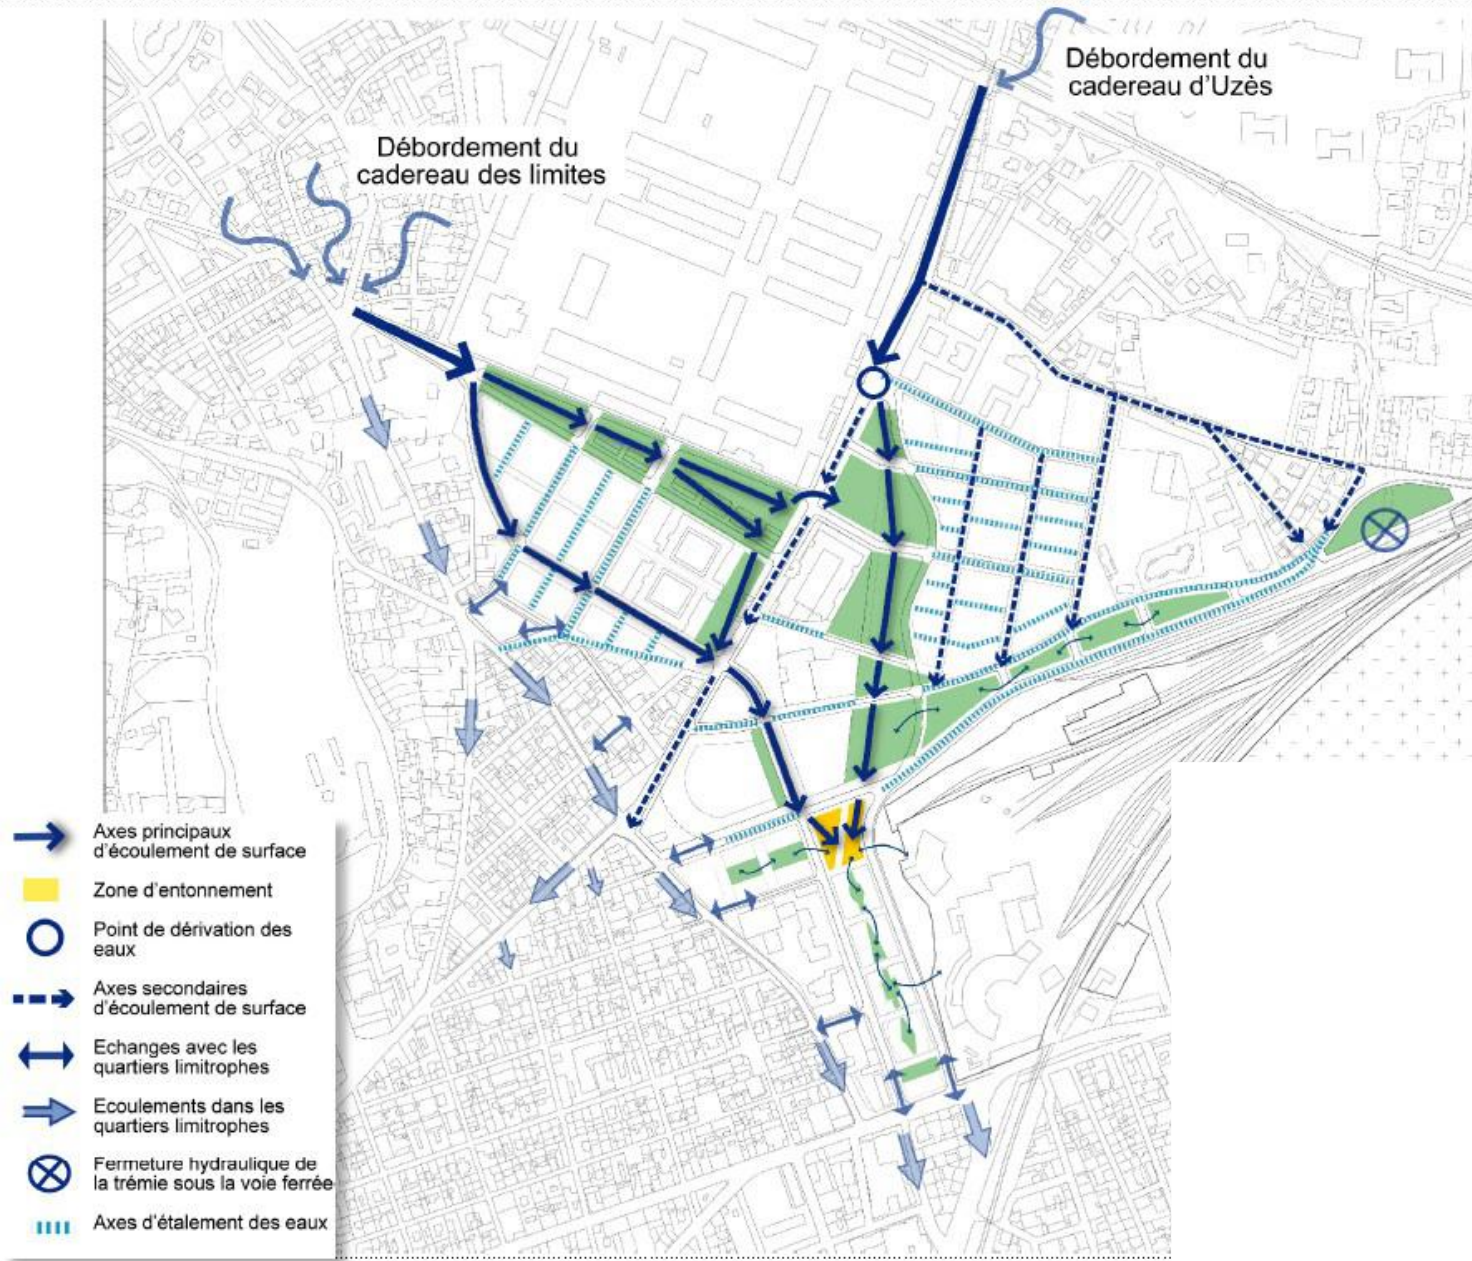 Débordement du
cadereau d'Uzès
Débordement du
cadereau des limites
Axes principaux
d'écoulement de surface
Zone d'entonnement
Point de dérivation des
eaux
Axes secondaires
d'écoulement de surface
Echanges avec les
quartiers limitrophes
Ecoulements dans les
quartiers limitrophes
Fermeture hydraulique de
la trémie sous la voie ferrée
Axes d'étalement des eaux